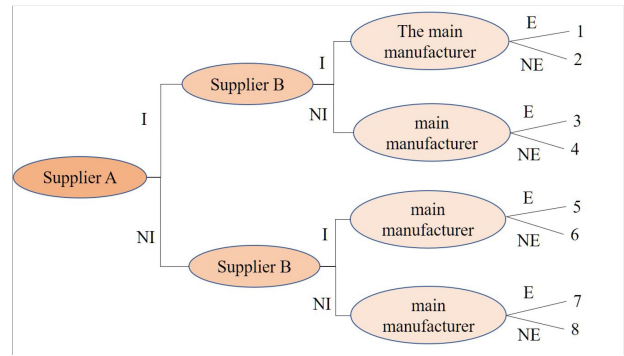 The main
manufacturer
E
1
NE
2
Supplier B
I
NI
main
manufacturer
E
3
NE
4
I
Supplier A
NI
main
manufacturer
E
5
NE
6
Supplier B
I
NI
main
manufacturer
E
7
NE
8